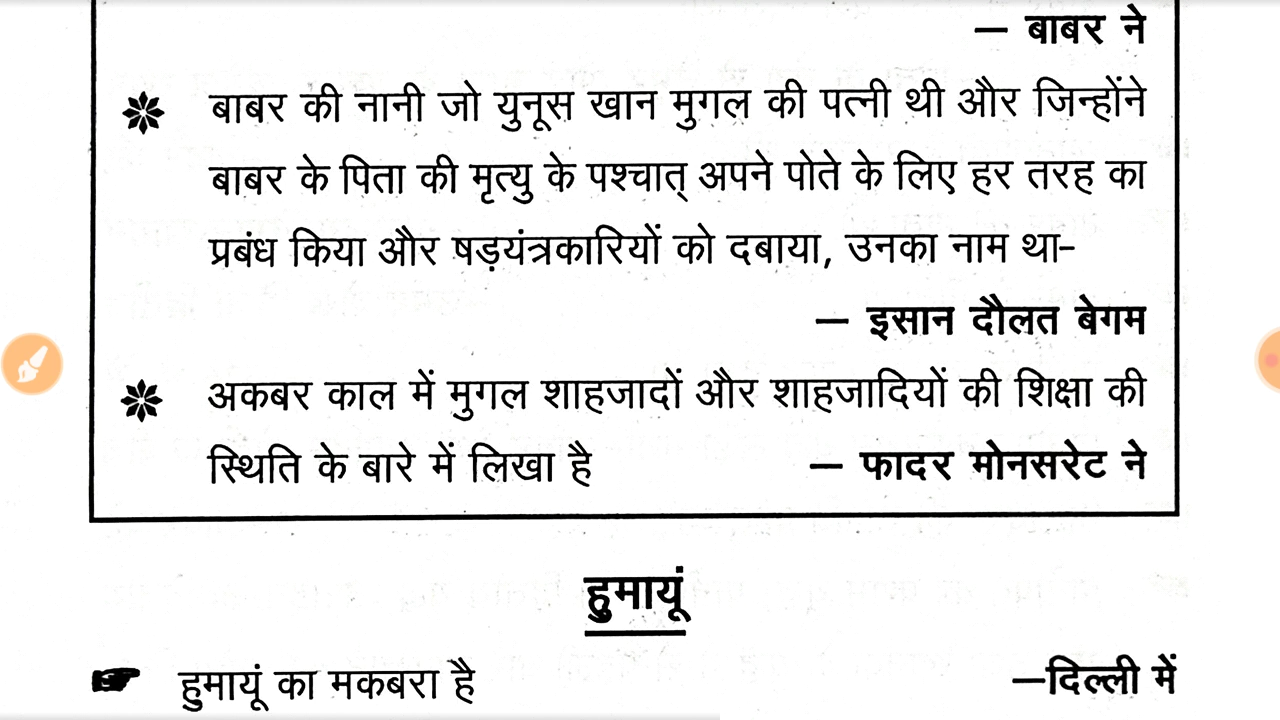 — बाबर ने
बाबर की नानी जो युनूस खान मुगल की पत्नी थी और जिन्होंने
बाबर के पिता की मृत्यु के पश्चात् अपने पोते के लिए हर तरह का
प्रबंध किया और षड़यंत्रकारियों को दबाया, उनका नाम था–
— इसान दौलत बेगम
अकबर काल में मुगल शाहजादों और शाहजादियों की शिक्षा की
स्थिति के बारे में लिखा है — फादर मोनसरेट ने
हुमायूं
हुमायूं का मकबरा है —दिल्ली में